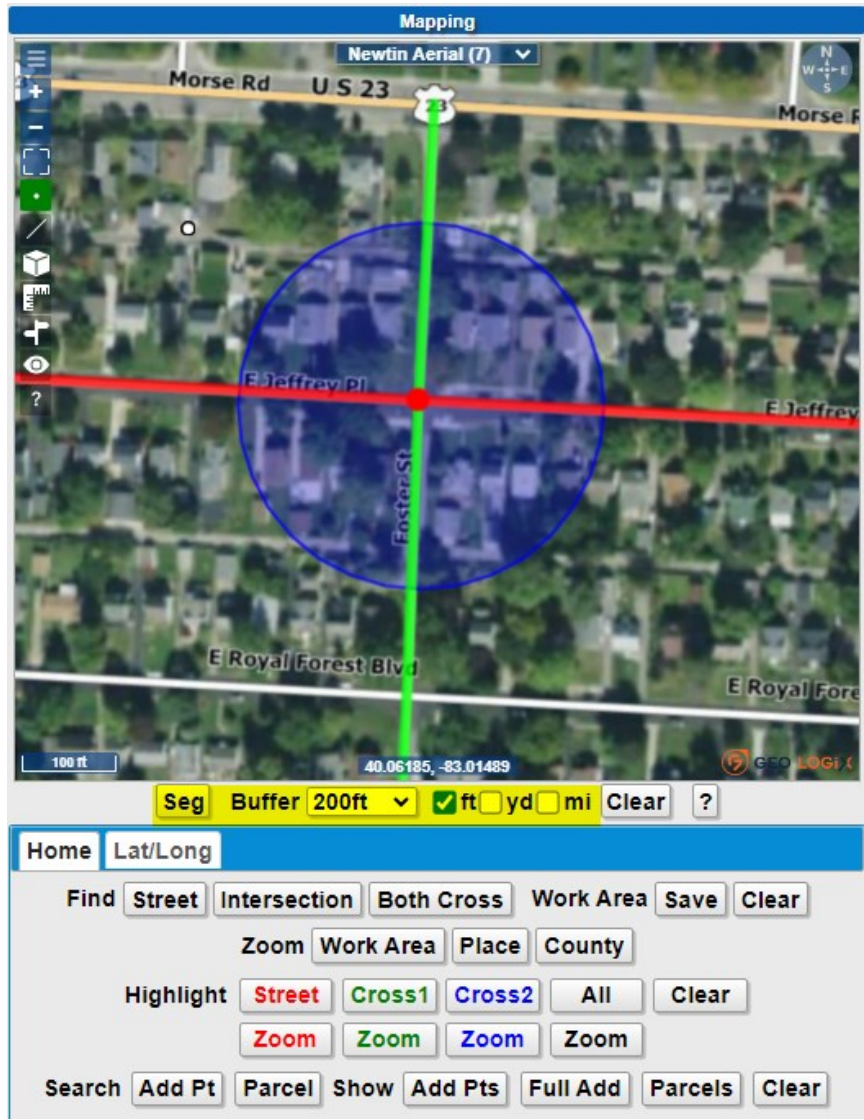 Mapping
Newtin Aerial (7)
N
W E
S
Morse Rd U S 23
23
Morse R
E Jeffrey Pl
E Jeffrey
Foster St
E Royal Forest Blvd
E Royal Fore
?
100 ft
40.06185, -83.01489
GEO LOGiX
Seg Buffer 200ft ft yd mi Clear ?
Home Lat/Long
Find Street Intersection Both Cross Work Area Save Clear
Zoom Work Area Place County
Highlight Street Cross1 Cross2 All Clear
Zoom Zoom Zoom Zoom
Search Add Pt Parcel Show Add Pts Full Add Parcels Clear